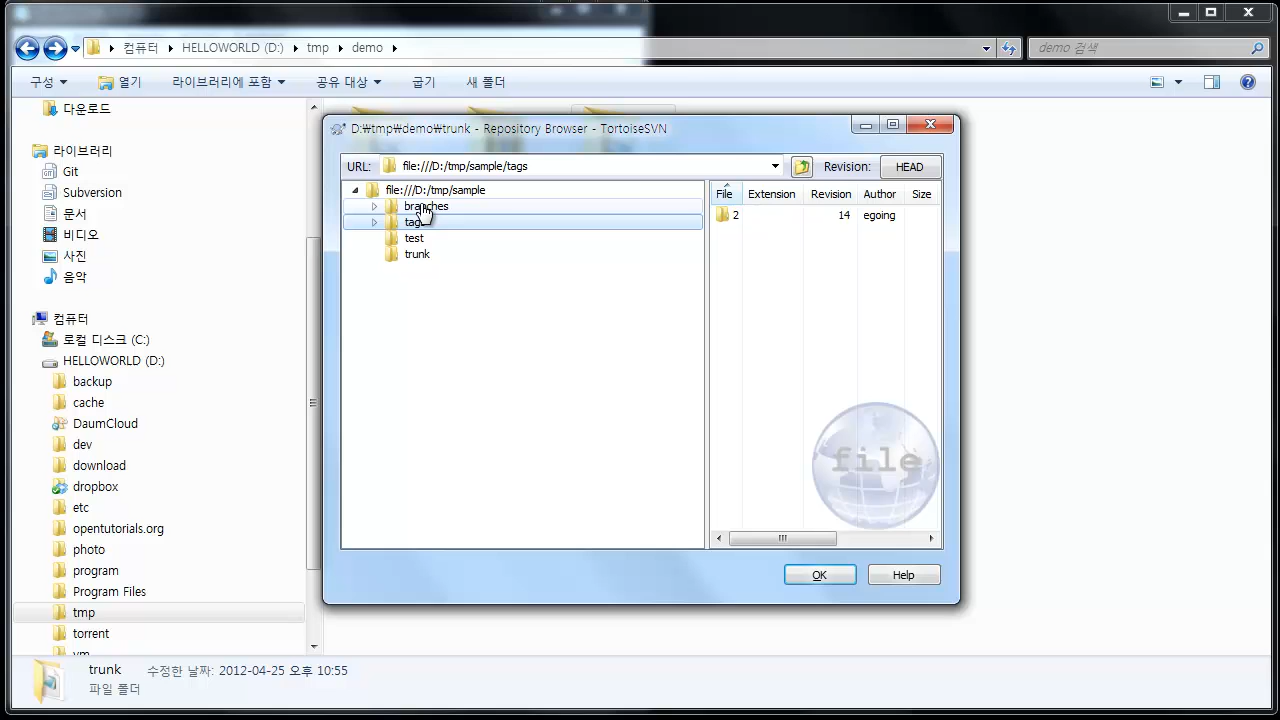 컴퓨터 HELLOWORLD (D:) tmp demo
demo 검색
구성 열기 라이브러리에 포함 공유 대상 굽기 새 폴더
다운로드
라이브러리
Git
Subversion
문서
비디오
사진
음악
컴퓨터
로컬 디스크 (C:)
HELLOWORLD (D:)
backup
cache
DaumCloud
dev
download
dropbox
etc
opentutorials.org
photo
program
Program Files
tmp
torrent
vm
D:₩tmp₩demo₩trunk - Repository Browser - TortoiseSVN
URL: file:///D:/tmp/sample/tags Revision: HEAD
file:///D:/tmp/sample
branches
tags
test
trunk
File Extension Revision Author Size
2 14 egoing
file
OK Help
trunk 수정한 날짜: 2012-04-25 오후 10:55
파일 폴더